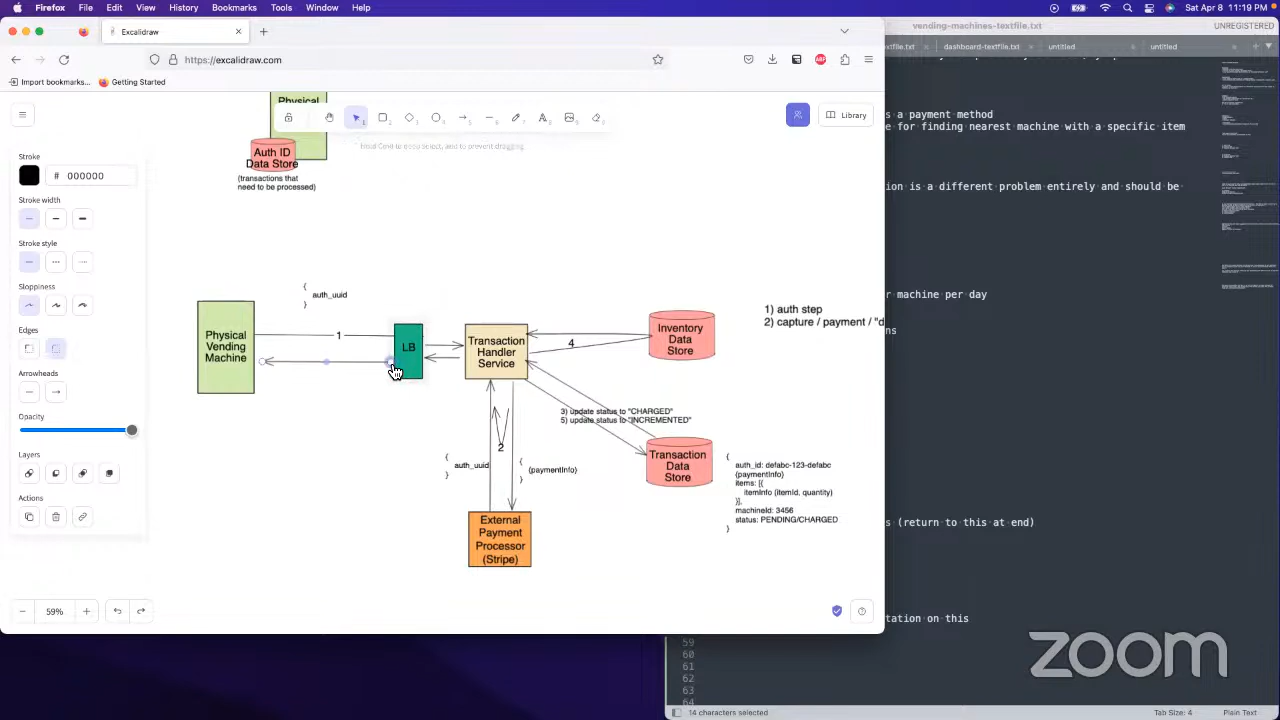 Firefox File Edit View History Bookmarks Tools Window Help
Sat Apr 8 11:19 PM
Excalidraw
https://excalidraw.com
Import bookmarks...
Getting Started
Library
Stroke
# 000000
Stroke width
Stroke style
Sloppiness
Edges
Arrowheads
Opacity
Layers
Actions
59%
Physical
Auth ID
Data Store
(transactions that
need to be processed)
{
auth_uuid
}
Physical
Vending
Machine
1
LB
Transaction
Handler
Service
4
Inventory
Data
Store
1) auth step
2) capture / payment / "d
3) update status to "CHARGED"
5) update status to "INCREMENTED"
Transaction
Data
Store
{
auth_id: defabc-123-defabc
{paymentInfo}
items: [{
itemInfo (itemId, quantity)
}],
machineId: 3456
status: PENDING/CHARGED
}
2
{
auth_uuid
}
{
{paymentInfo}
}
External
Payment
Processor
(Stripe)
vending-machines-textfile.txt
UNREGISTERED
xtfile.txt
dashboard-textfile.txt
untitled
untitled
s a payment method
e for finding nearest machine with a specific item
ion is a different problem entirely and should be
r machine per day
ns
s (return to this at end)
tation on this
59
60
61
62
63
64
14 characters selected
Tab Size: 4
Plain Text
zoom